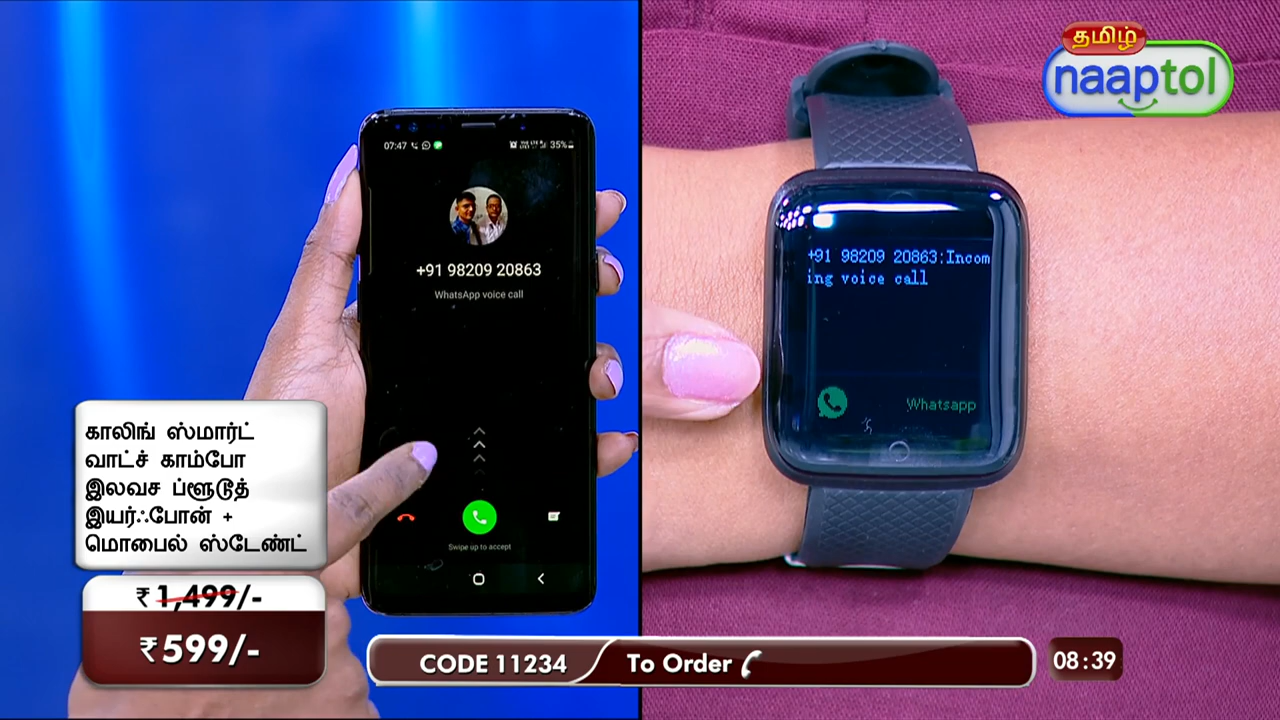 தமிழ்
naaptol
07:47
35%
+91 98209 20863
WhatsApp voice call
Swipe up to accept
+91 98209 20863:Incom
ing voice call
Whatsapp
காலிங் ஸ்மார்ட்
வாட்ச் காம்போ
இலவச ப்ளூடூத்
இயர்ஃபோன் +
மொபைல் ஸ்டேண்ட்
₹ 1,499/-
₹ 599/-
CODE 11234
To Order
08:39